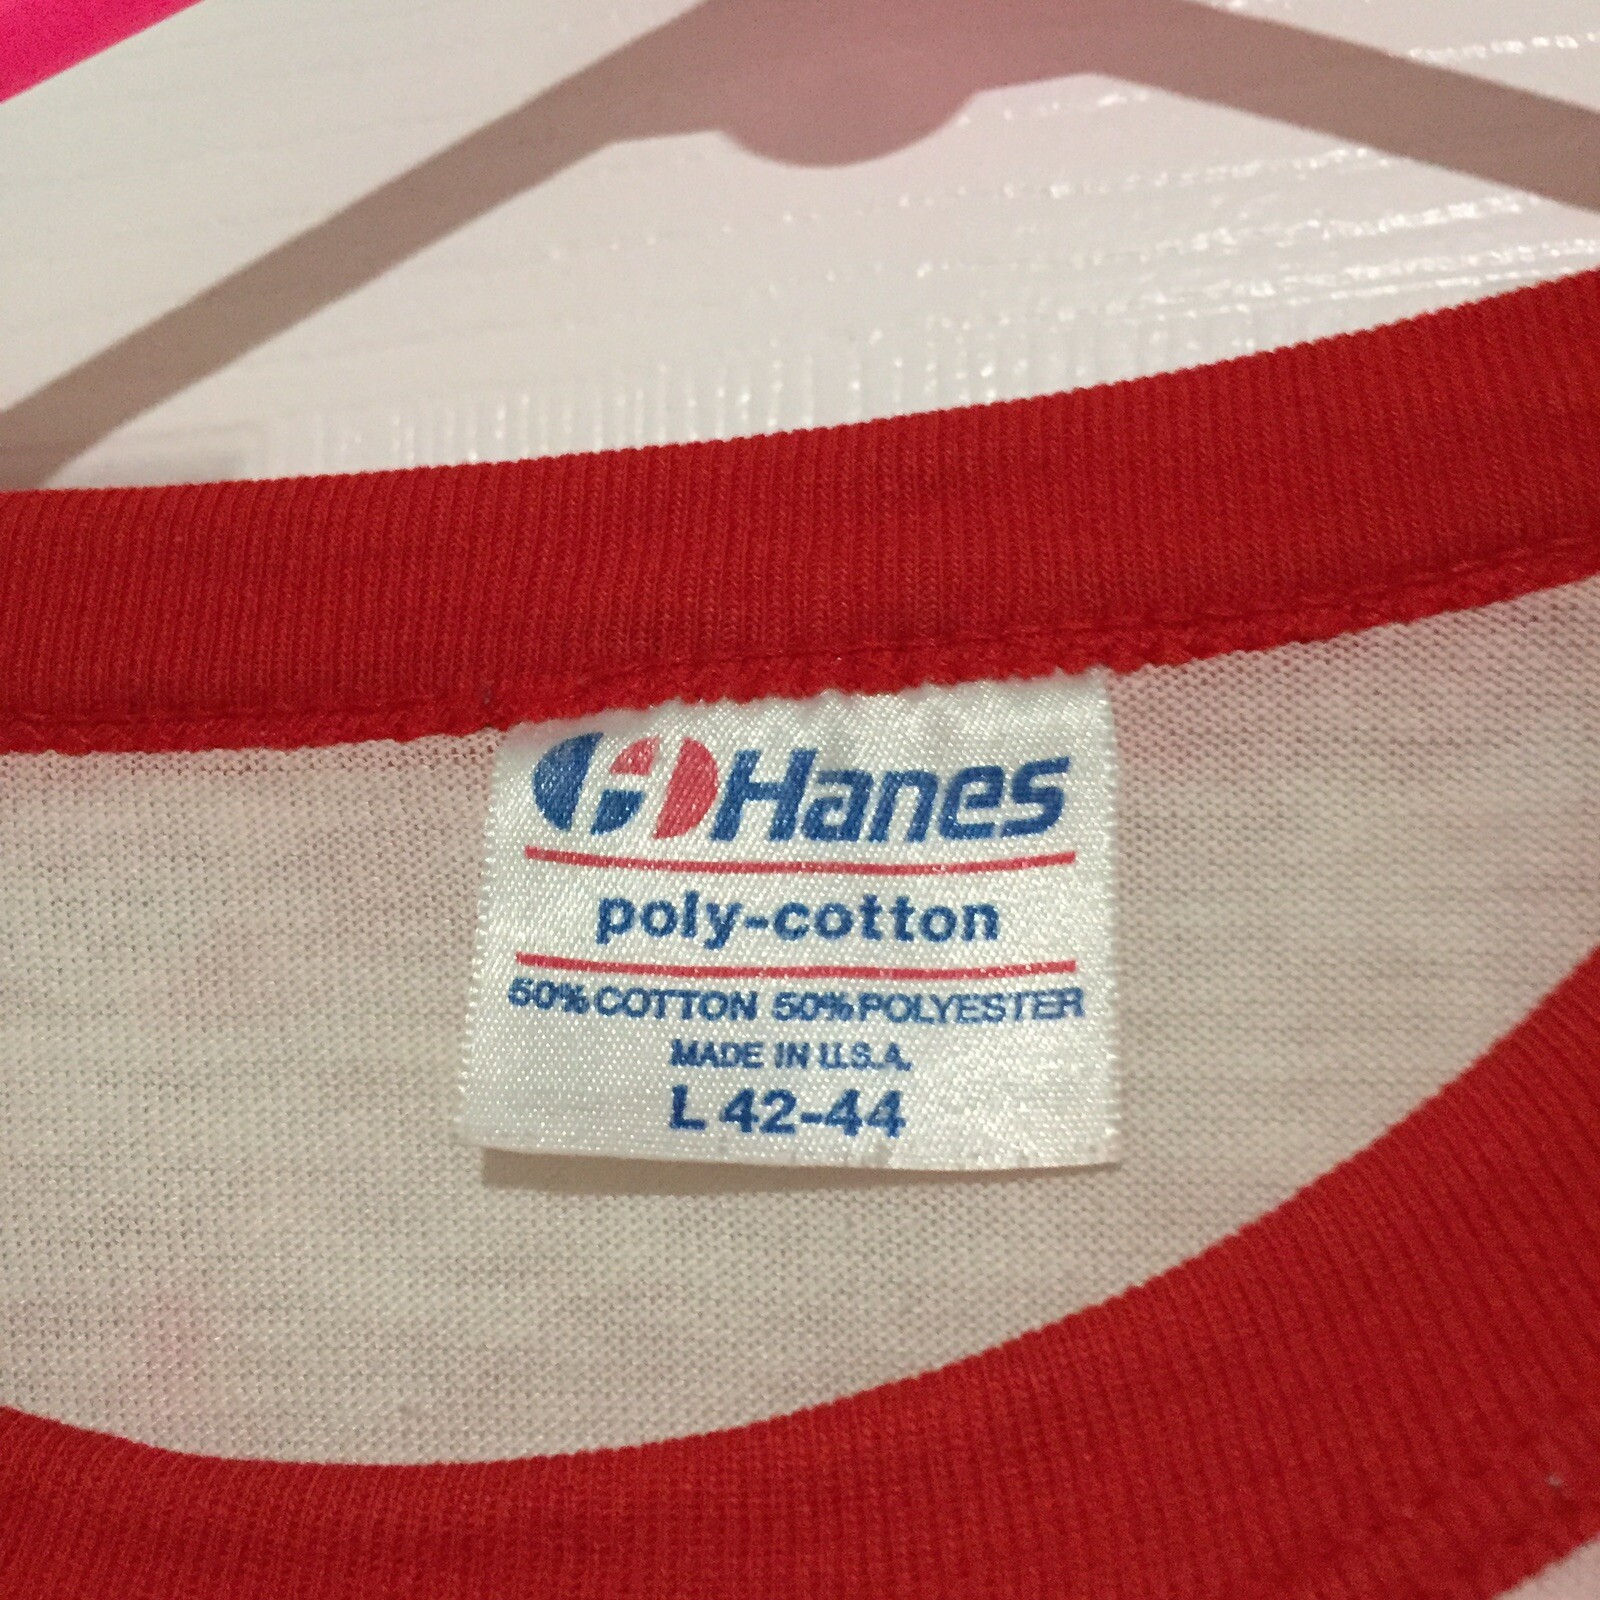 Hanes
poly-cotton
50% COTTON 50% POLYESTER
MADE IN U.S.A.
L 42-44